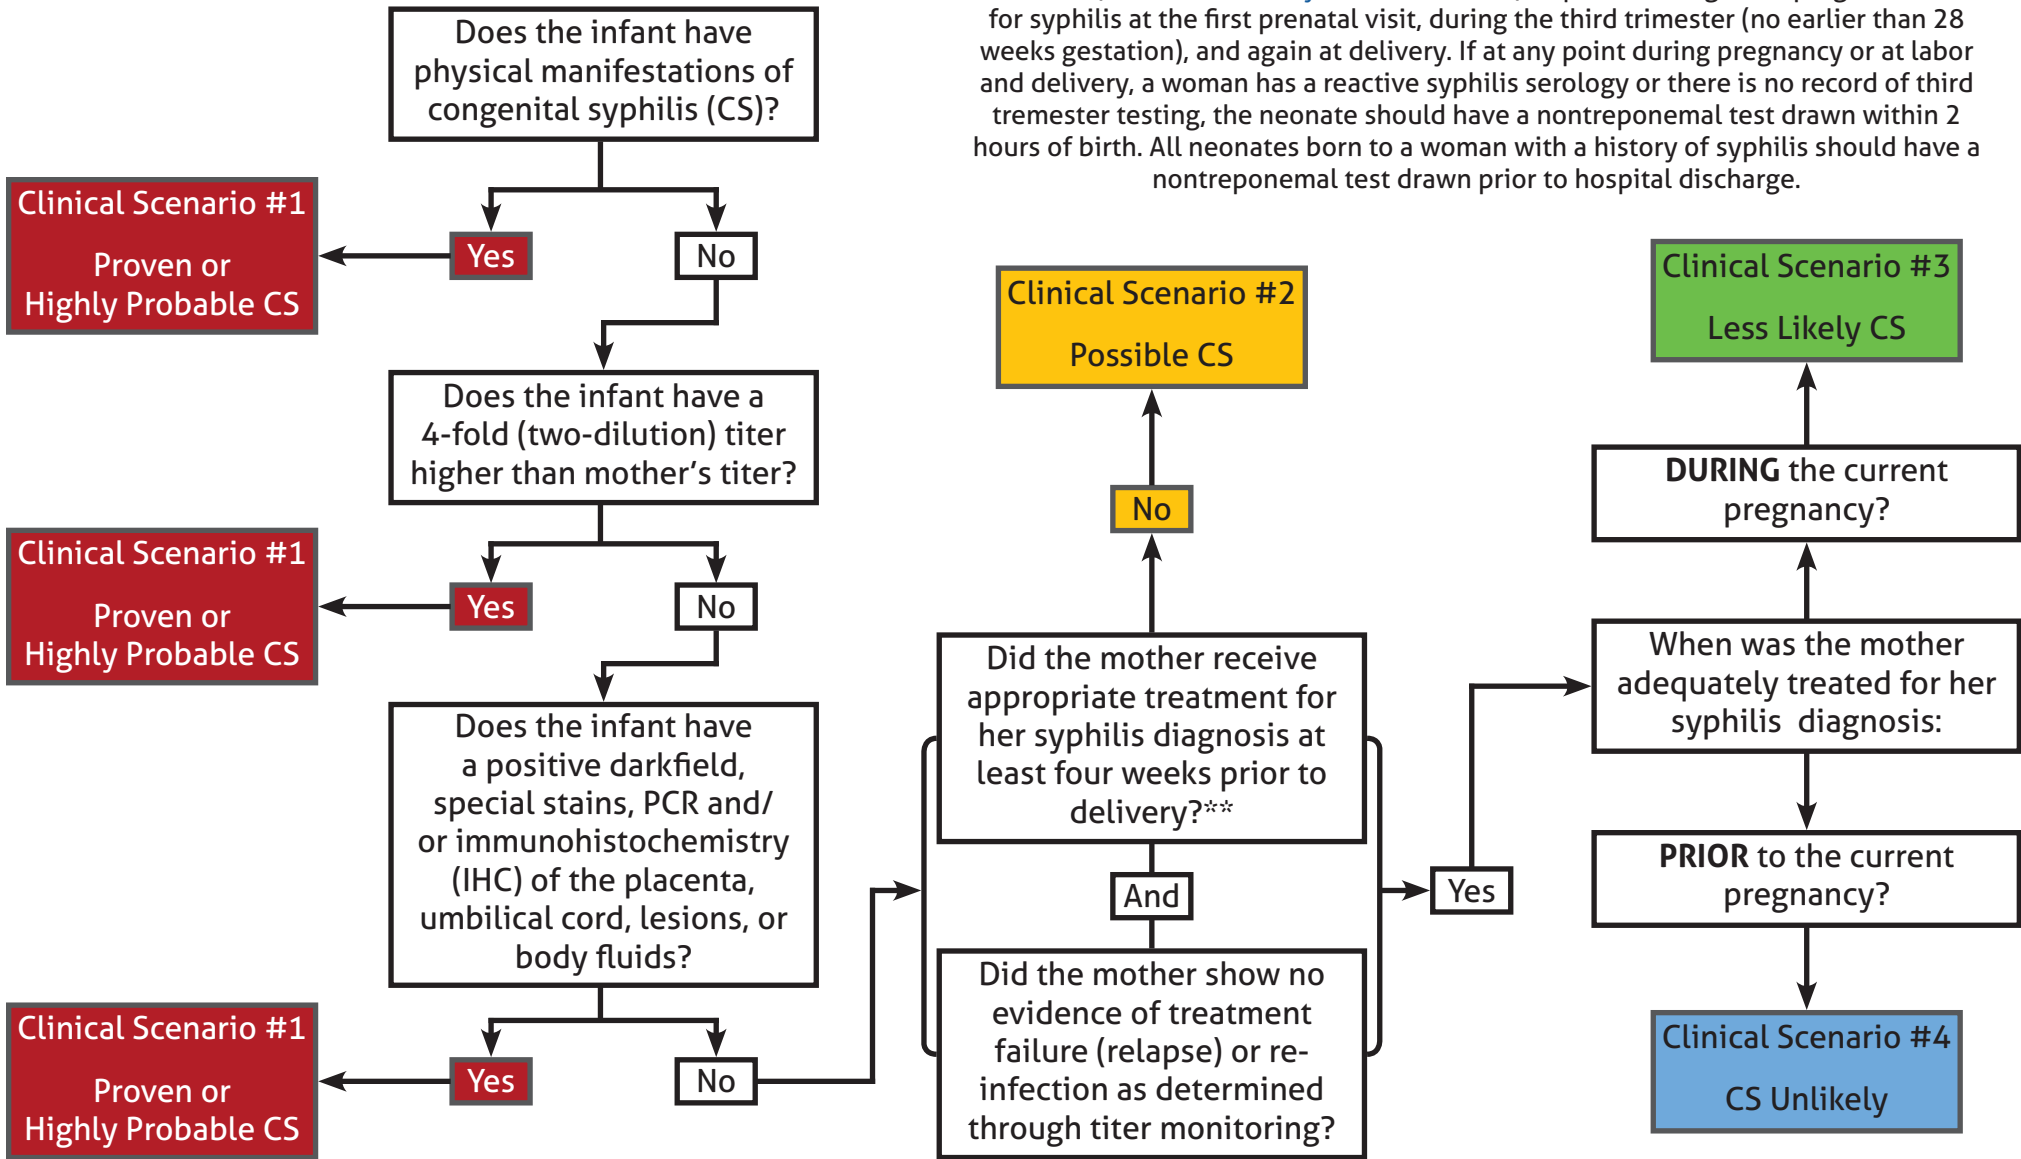 for syphilis at the first prenatal visit, during the third trimester (no earlier than 28
weeks gestation), and again at delivery. If at any point during pregnancy or at labor
and delivery, a woman has a reactive syphilis serology or there is no record of third
tremester testing, the neonate should have a nontreponemal test drawn within 2
hours of birth. All neonates born to a woman with a history of syphilis should have a
nontreponemal test drawn prior to hospital discharge.
Does the infant have
physical manifestations of
congenital syphilis (CS)?
Yes
No
Clinical Scenario #1
Proven or
Highly Probable CS
Does the infant have a
4-fold (two-dilution) titer
higher than mother's titer?
Yes
No
Clinical Scenario #1
Proven or
Highly Probable CS
Does the infant have
a positive darkfield,
special stains, PCR and/
or immunohistochemistry
(IHC) of the placenta,
umbilical cord, lesions, or
body fluids?
Yes
No
Clinical Scenario #1
Proven or
Highly Probable CS
Clinical Scenario #2
Possible CS
No
Did the mother receive
appropriate treatment for
her syphilis diagnosis at
least four weeks prior to
delivery?**
And
Did the mother show no
evidence of treatment
failure (relapse) or re-
infection as determined
through titer monitoring?
Yes
Clinical Scenario #3
Less Likely CS
DURING the current
pregnancy?
When was the mother
adequately treated for her
syphilis diagnosis:
PRIOR to the current
pregnancy?
Clinical Scenario #4
CS Unlikely